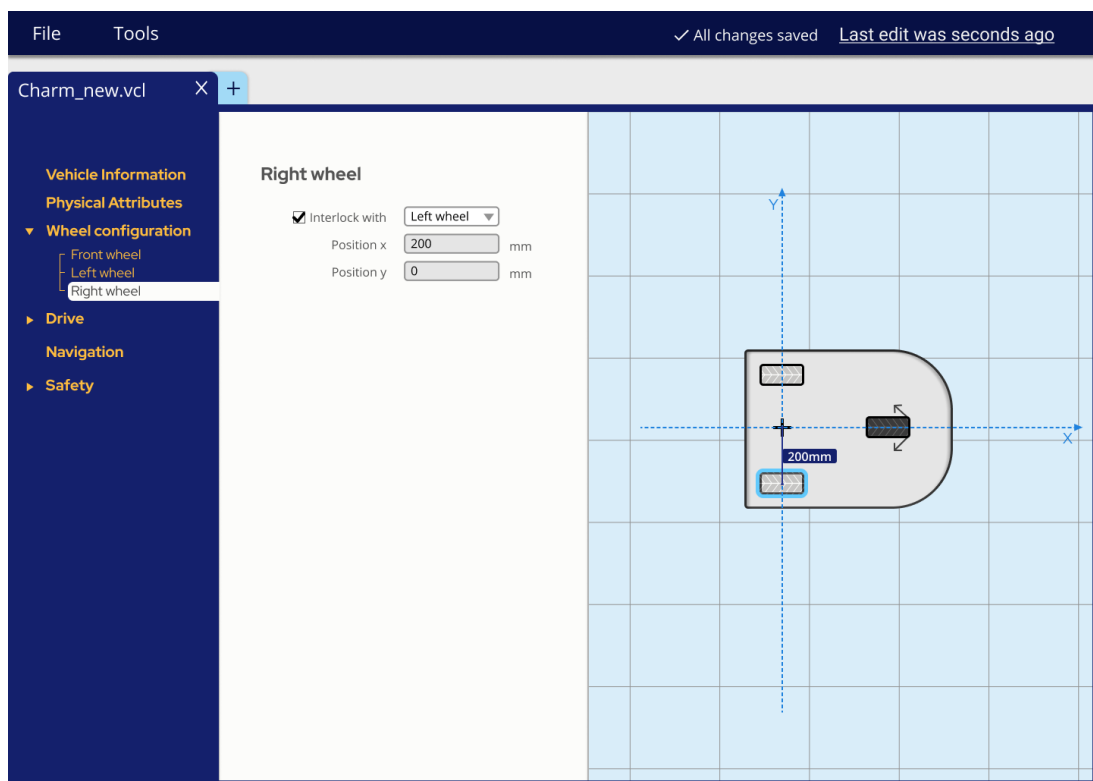 File Tools ✓ All changes saved Last edit was seconds ago
Charm_new.vcl X +
Vehicle Information
Physical Attributes
Wheel configuration
Front wheel
Left wheel
Right wheel
Drive
Navigation
Safety
Right wheel
Interlock with Left wheel
Position x 200 mm
Position y 0 mm
Y
X
200mm